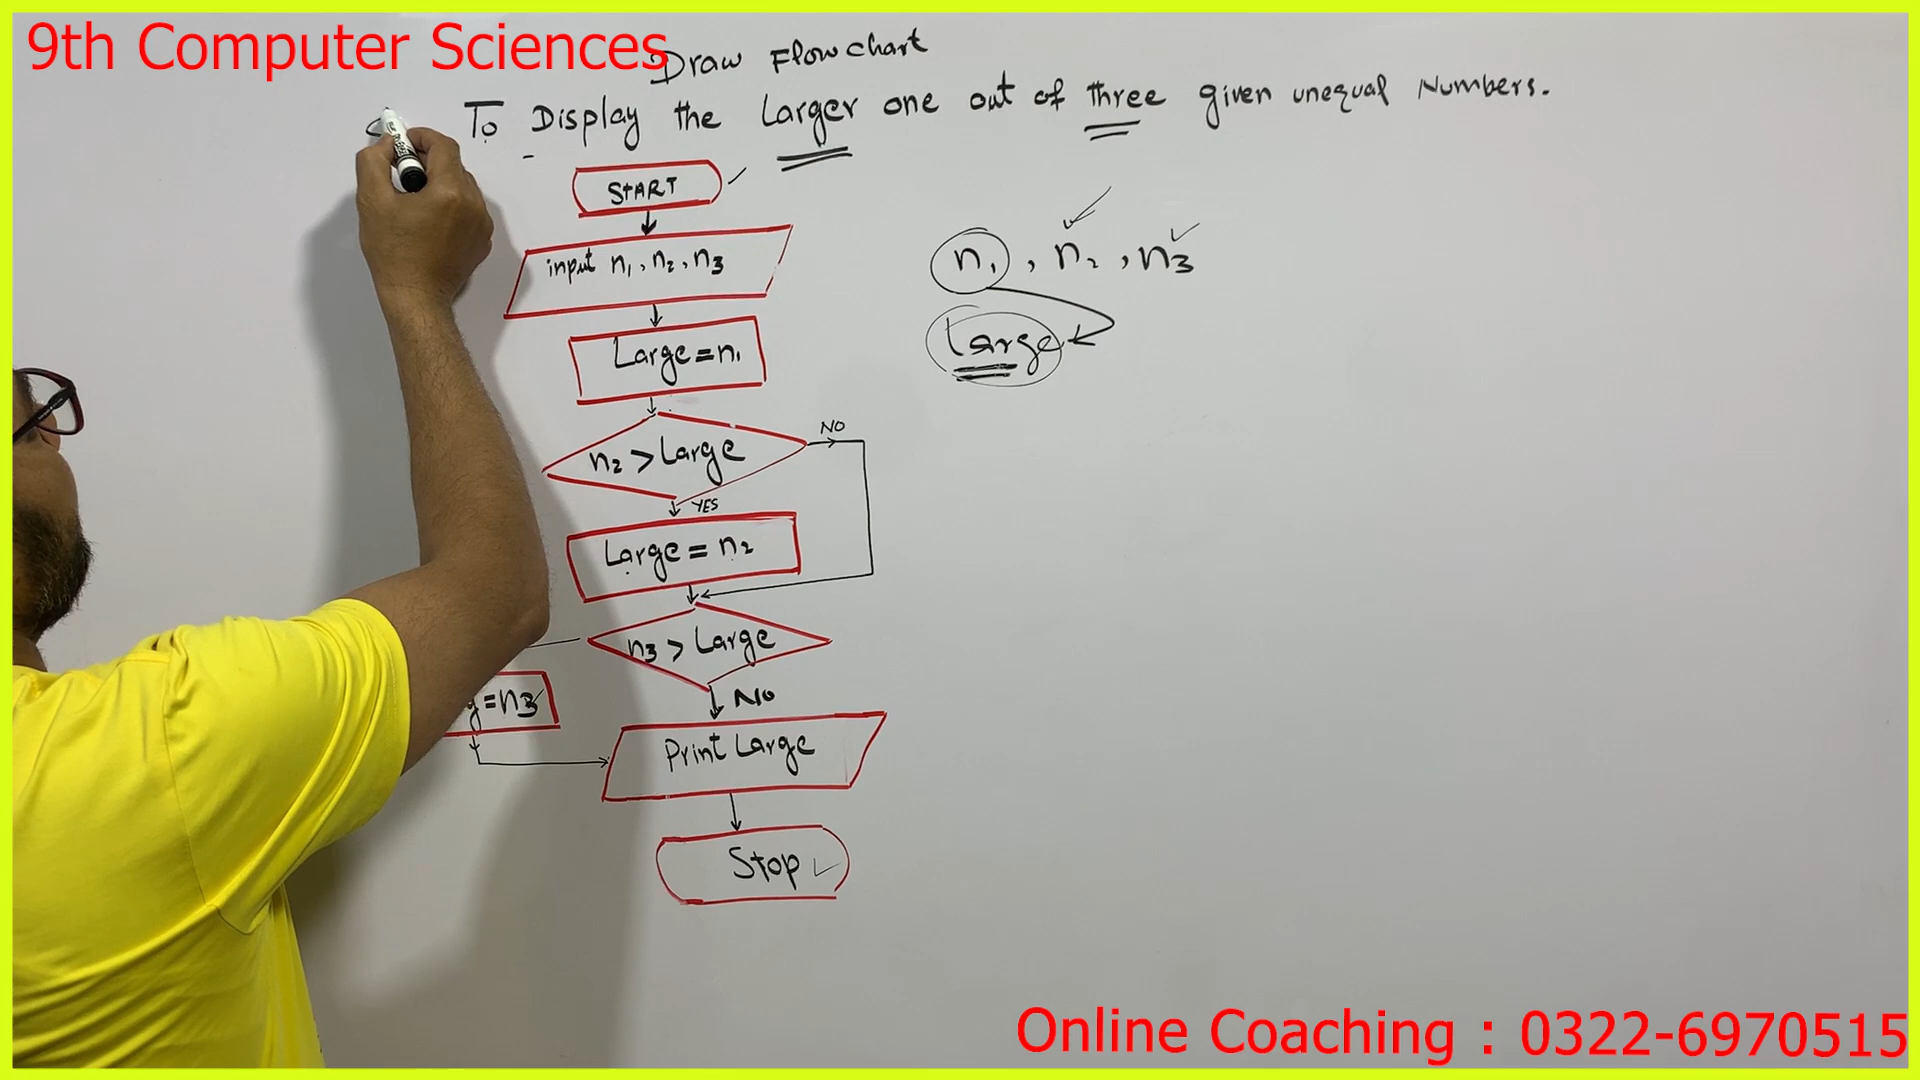 9th Computer Sciences
Draw Flowchart
To Display the Larger one out of three given unequal Numbers.
START
input n1, n2, n3
Large = n1
n2 > Large
NO
YES
Large = n2
n3 > Large
No
g=n3
Print Large
Stop
n1, n2, n3
Large
Online Coaching : 0322-6970515